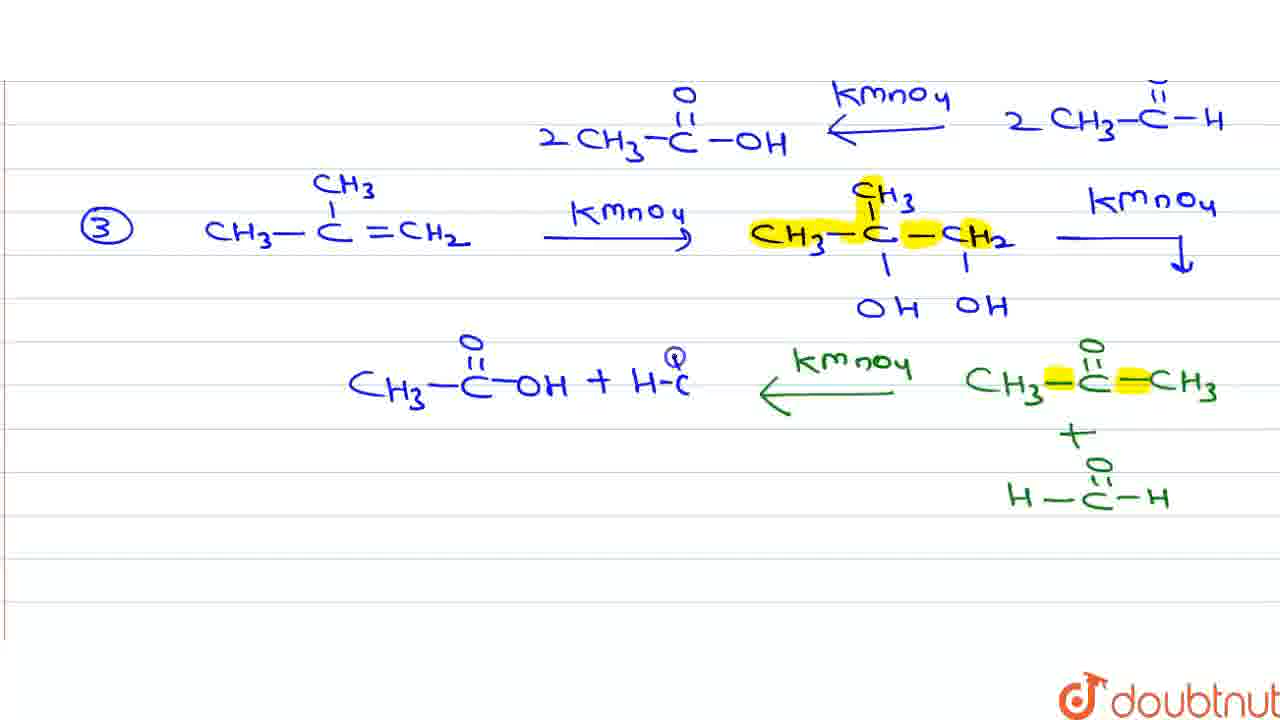 O O
2 CH3-C-OH KMnO4 2 CH3-C-H
CH3 CH3
③ CH3-C=CH2 KMnO4 CH3-C-CH2 KMnO4
OH OH
O O O
CH3-C-OH + H-C KMnO4 CH3-C-CH3
+
O
H-C-H
doubtnut